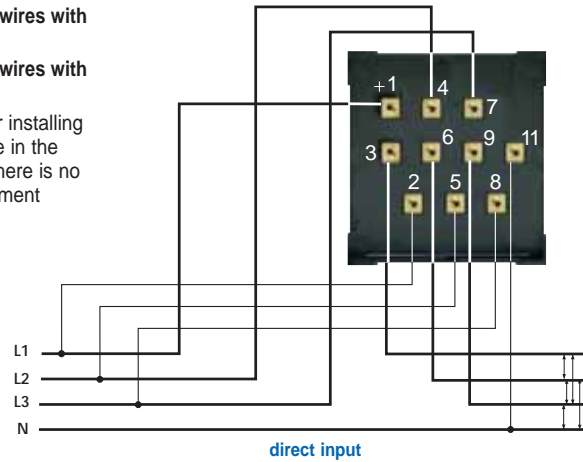 wires with
wires with
r installing
e in the
here is no
ment
+1
4
7
3
6
9
11
2
5
8
L1
L2
L3
N
direct input